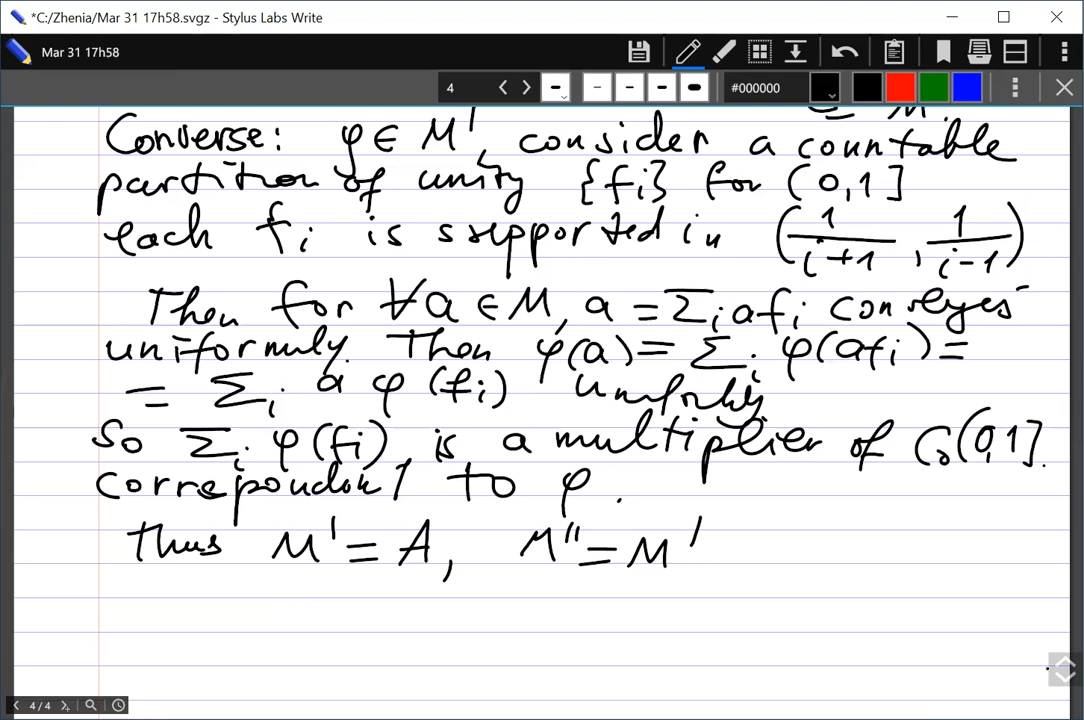 *C:/Zhenia/Mar 31 17h58.svgz - Stylus Labs Write
Mar 31 17h58
4
#000000
⊆ M.
Converse: φ ∈ M', consider a countable
partition of unity {fi} for (0,1]
each fi is supported in (1/(i+1), 1/(i-1))
Then for ∀a ∈ M, a = Σi afi converges
uniformly. Then φ(a) = Σi φ(afi) =
= Σi a φ(fi) uniformly
So Σi φ(fi) is a multiplier of C0(0,1].
correpondent to φ.
Thus M' = A, M'' = M'
4/4